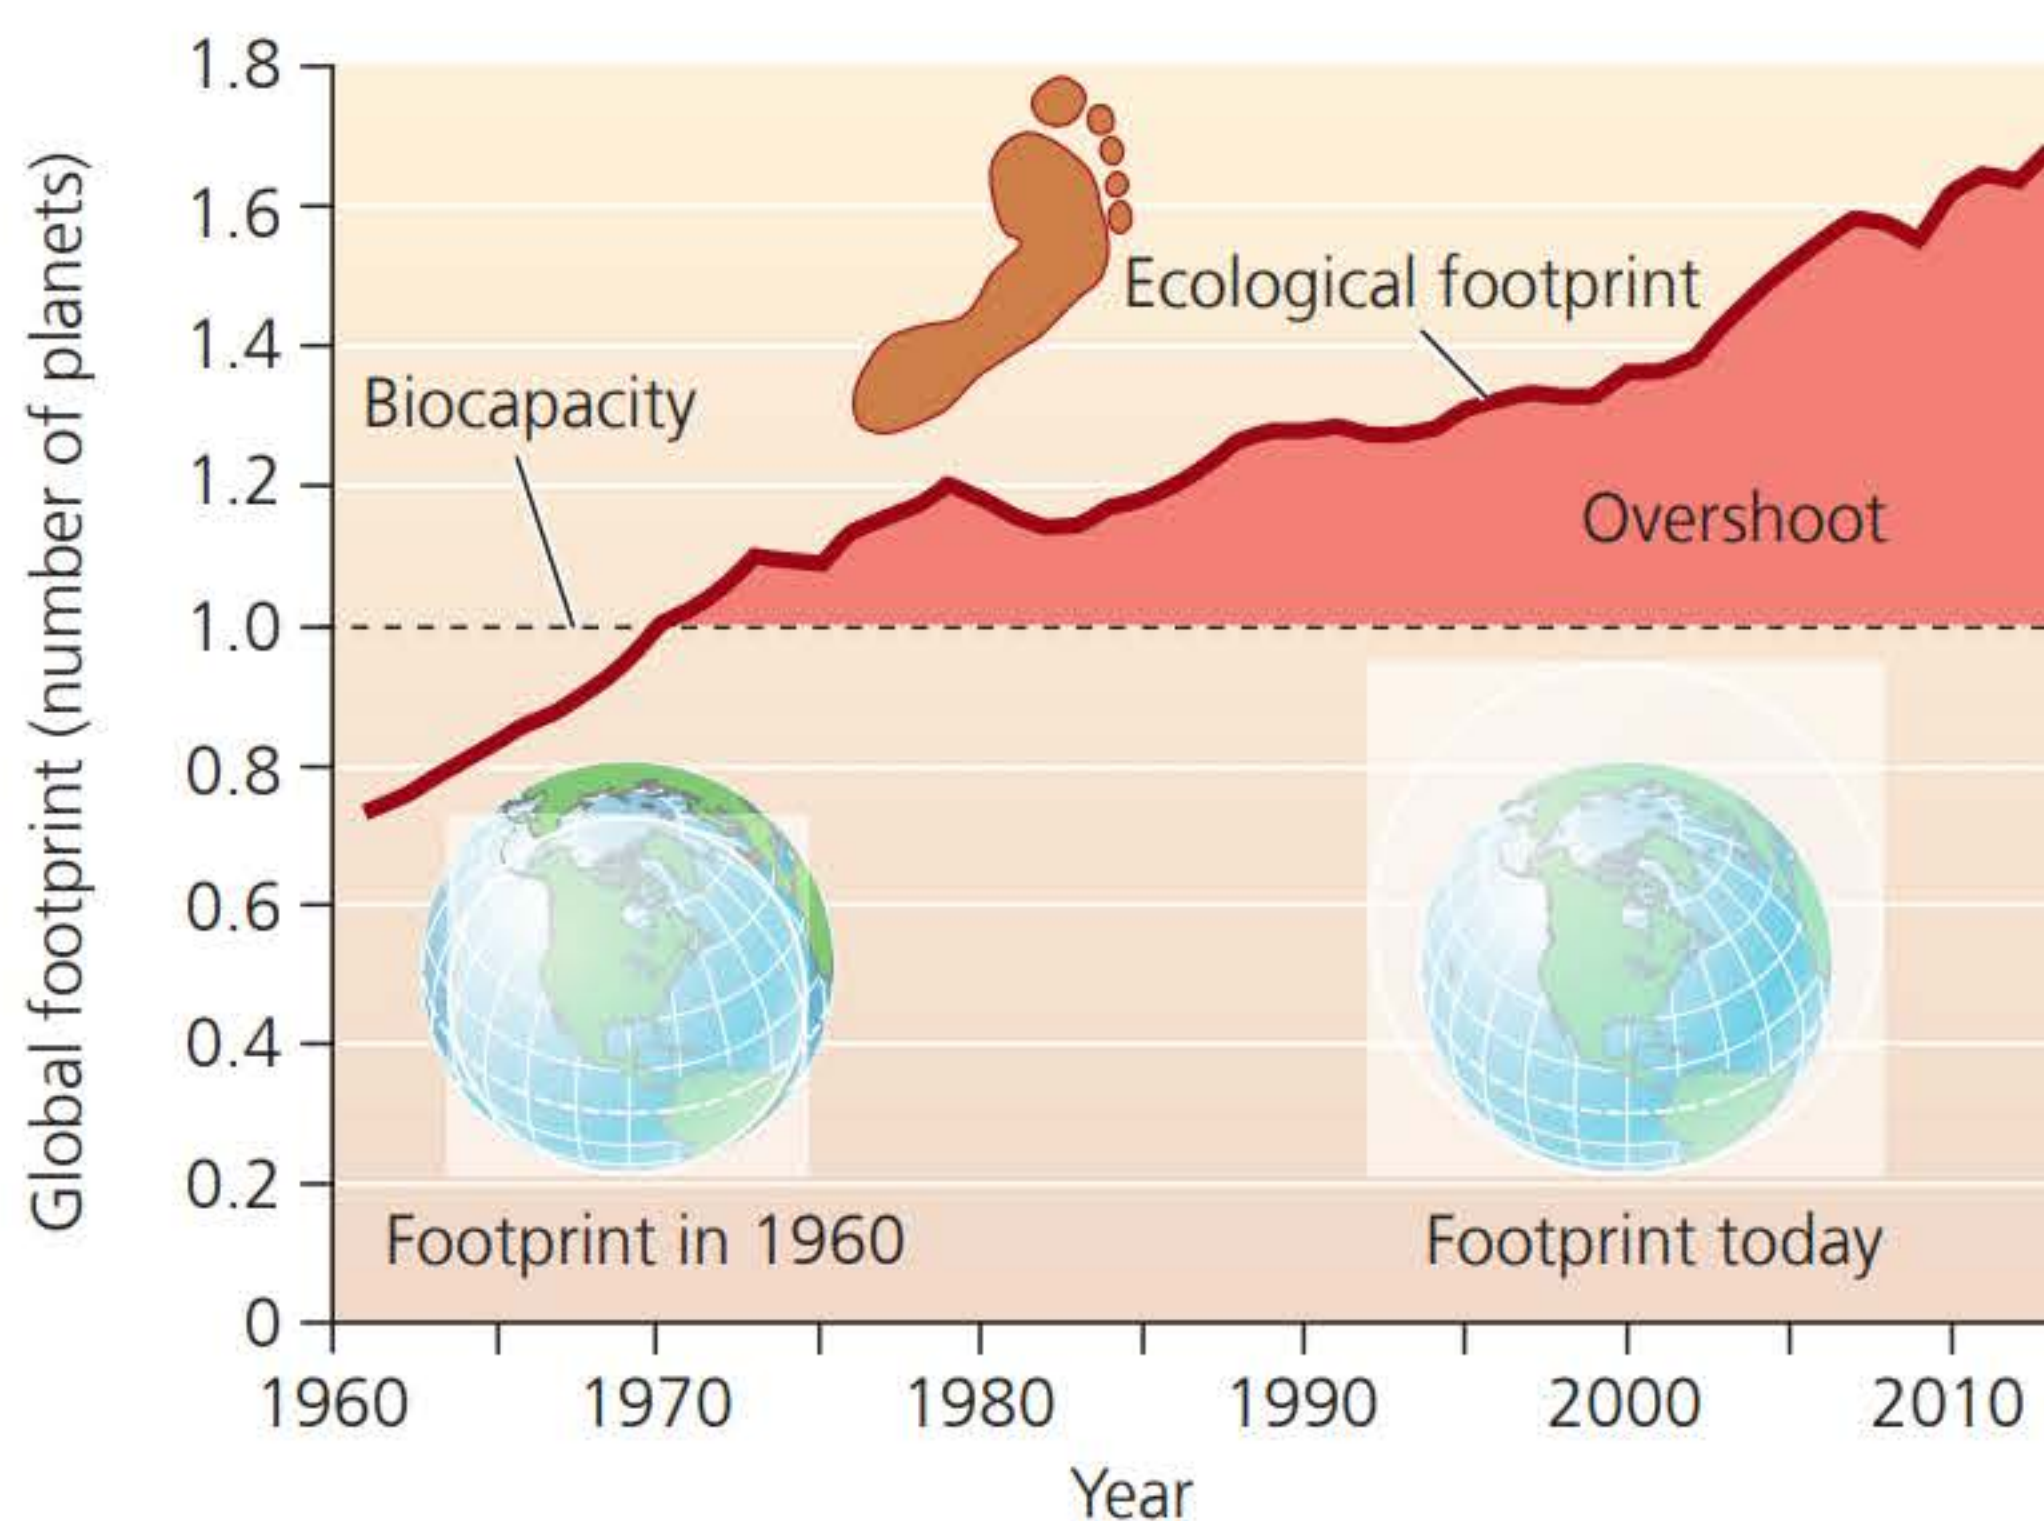 Global footprint (number of planets)
1.8
1.6
1.4
1.2
1.0
0.8
0.6
0.4
0.2
0
Biocapacity
Ecological footprint
Overshoot
Footprint in 1960
Footprint today
1960 1970 1980 1990 2000 2010
Year